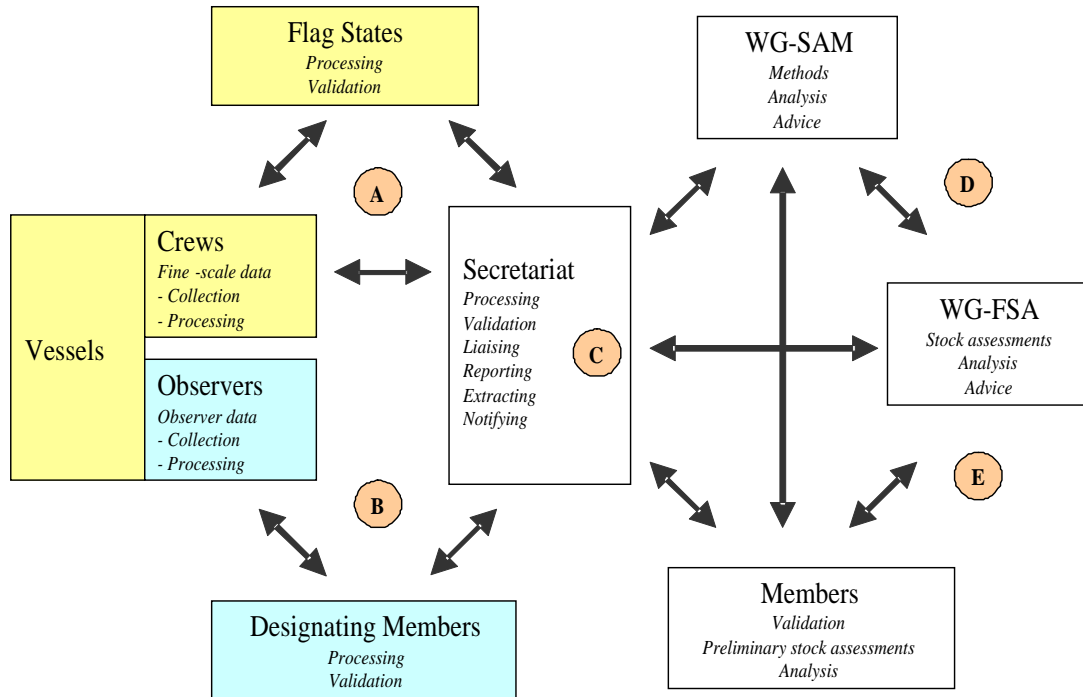 Flag States
Processing
Validation
WG-SAM
Methods
Analysis
Advice
A
D
Vessels
Crews
Fine -scale data
- Collection
- Processing
Observers
Observer data
- Collection
- Processing
Secretariat
Processing
Validation
Liaising
Reporting
Extracting
Notifying
C
WG-FSA
Stock assessments
Analysis
Advice
B
E
Designating Members
Processing
Validation
Members
Validation
Preliminary stock assessments
Analysis